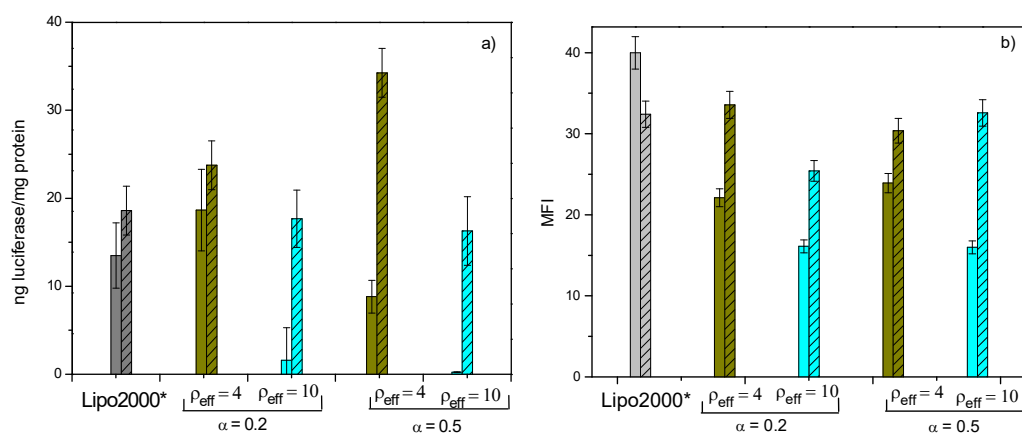 a)
40
30
20
10
0
ng luciferase/mg protein
Lipo2000*
ρeff = 4
ρeff = 10
α = 0.2
ρeff = 4
ρeff = 10
α = 0.5
b)
40
30
20
10
0
MFI
Lipo2000*
ρeff = 4
ρeff = 10
α = 0.2
ρeff = 4
ρeff = 10
α = 0.5